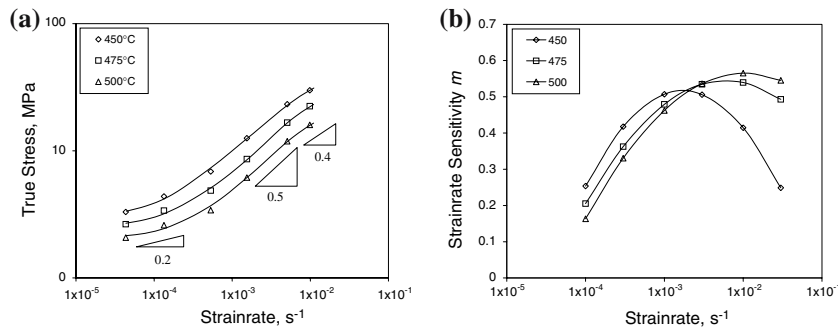 (a)
450°C
475°C
500°C
True Stress, MPa
100
10
0
0.2
0.5
0.4
1x10-5
1x10-4
1x10-3
1x10-2
1x10-1
Strainrate, s-1
(b)
450
475
500
Strainrate Sensitivity m
0.7
0.6
0.5
0.4
0.3
0.2
0.1
0
1x10-5
1x10-4
1x10-3
1x10-2
1x10-1
Strainrate, s-1